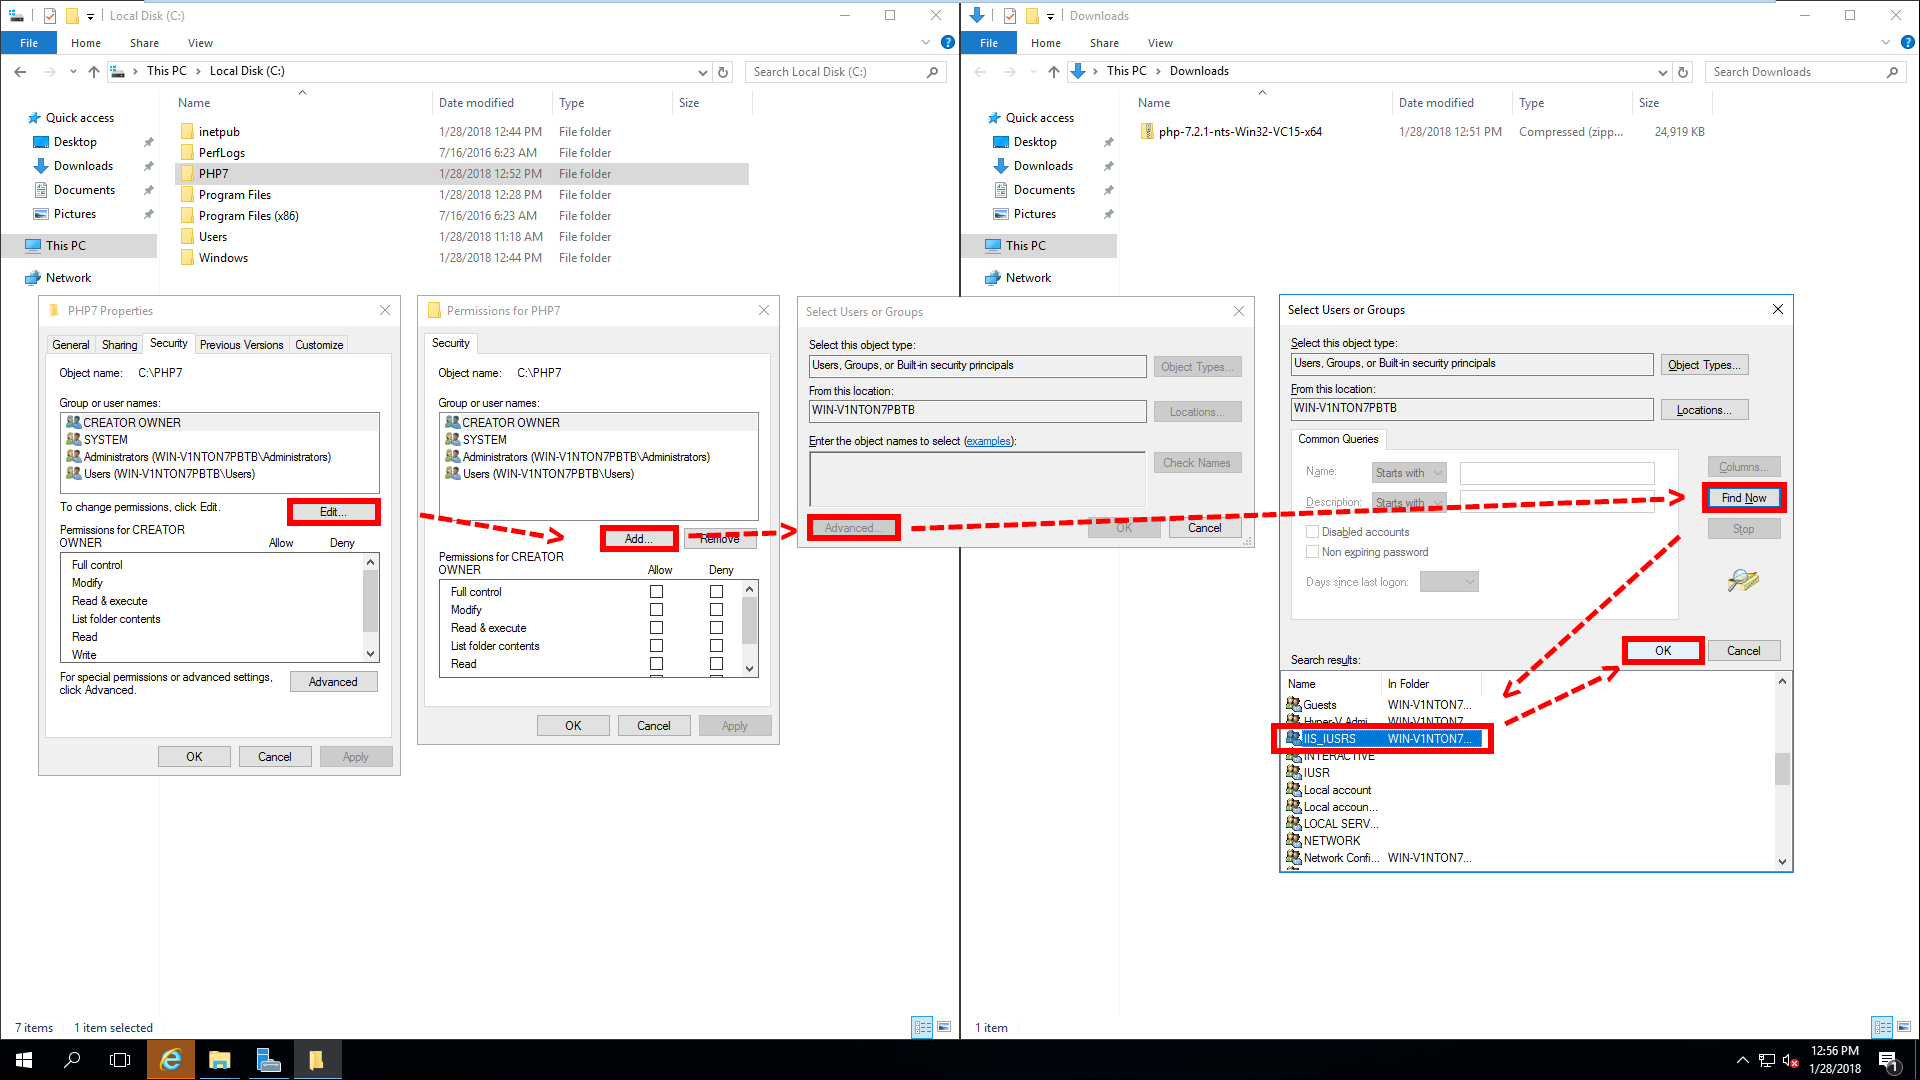 Local Disk (C:)
File
Home
Share
View
This PC
Local Disk (C:)
Search Local Disk (C:)
Quick access
Desktop
Downloads
Documents
Pictures
This PC
Network
Name
Date modified
Type
Size
inetpub
1/28/2018 12:44 PM
File folder
PerfLogs
7/16/2016 6:23 AM
File folder
PHP7
1/28/2018 12:52 PM
File folder
Program Files
1/28/2018 12:28 PM
File folder
Program Files (x86)
7/16/2016 6:23 AM
File folder
Users
1/28/2018 11:18 AM
File folder
Windows
1/28/2018 12:44 PM
File folder
Downloads
File
Home
Share
View
This PC
Downloads
Search Downloads
Quick access
Desktop
Downloads
Documents
Pictures
This PC
Network
Name
Date modified
Type
Size
php-7.2.1-nts-Win32-VC15-x64
1/28/2018 12:51 PM
Compressed (zipp...
24,919 KB
PHP7 Properties
General
Sharing
Security
Previous Versions
Customize
Object name:
C:\PHP7
Group or user names:
CREATOR OWNER
SYSTEM
Administrators (WIN-V1NTON7PBTB\Administrators)
Users (WIN-V1NTON7PBTB\Users)
To change permissions, click Edit.
Edit...
Permissions for CREATOR
OWNER
Allow
Deny
Full control
Modify
Read & execute
List folder contents
Read
Write
For special permissions or advanced settings,
click Advanced.
Advanced
OK
Cancel
Apply
Permissions for PHP7
Security
Object name:
C:\PHP7
Group or user names:
CREATOR OWNER
SYSTEM
Administrators (WIN-V1NTON7PBTB\Administrators)
Users (WIN-V1NTON7PBTB\Users)
Add...
Remove
Permissions for CREATOR
OWNER
Allow
Deny
Full control
Modify
Read & execute
List folder contents
Read
OK
Cancel
Apply
Select Users or Groups
Select this object type:
Users, Groups, or Built-in security principals
Object Types...
From this location:
WIN-V1NTON7PBTB
Locations...
Enter the object names to select (examples):
Check Names
Advanced...
OK
Cancel
Select Users or Groups
Select this object type:
Users, Groups, or Built-in security principals
Object Types...
From this location:
WIN-V1NTON7PBTB
Locations...
Common Queries
Name:
Starts with
Description:
Starts with
Disabled accounts
Non expiring password
Days since last logon:
Columns...
Find Now
Stop
OK
Cancel
Search results:
Name
In Folder
Guests
WIN-V1NTON7...
Hyper-V Admi...
WIN-V1NTON7...
IIS_IUSRS
WIN-V1NTON7...
INTERACTIVE
IUSR
Local account
Local accoun...
LOCAL SERV...
NETWORK
Network Confi...
WIN-V1NTON7...
7 items
1 item selected
1 item
12:56 PM
1/28/2018
1